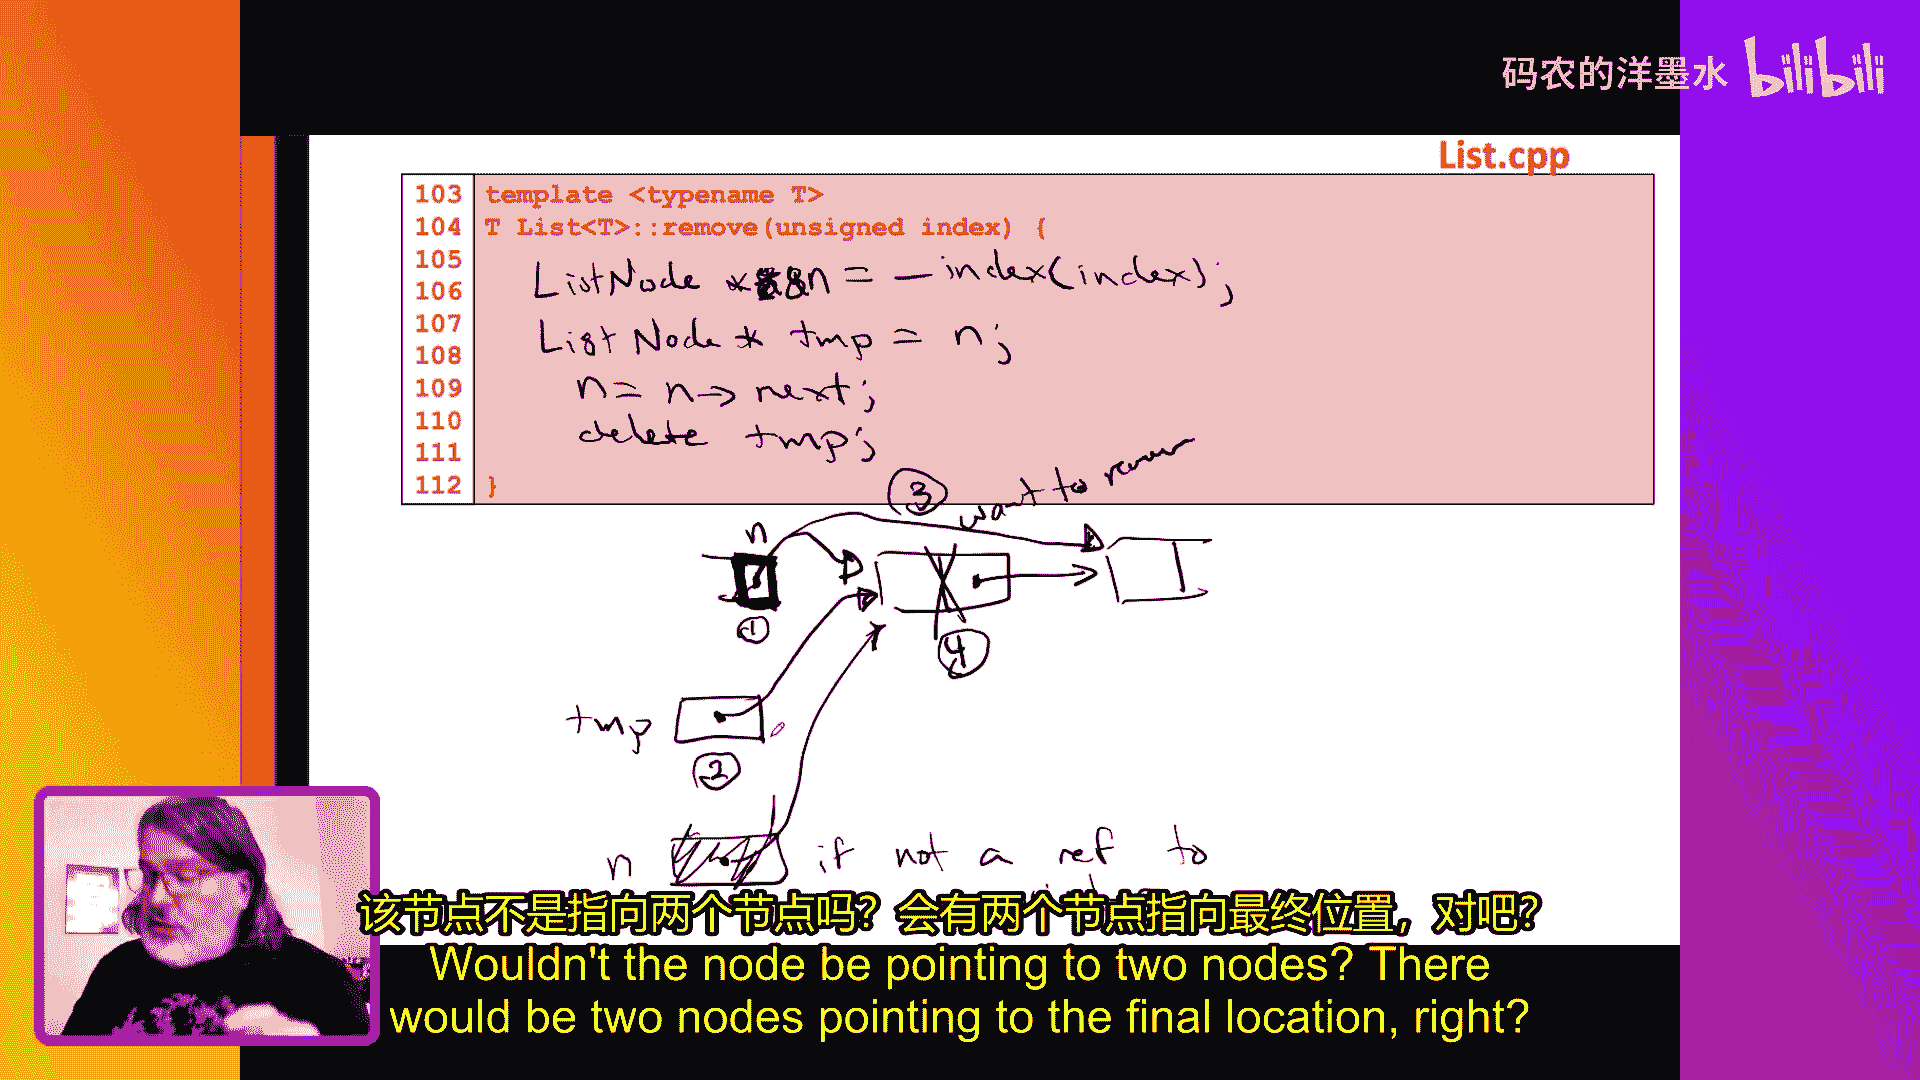 码农的洋墨水 bilibili
List.cpp
103 template <typename T>
104 T List<T>::remove(unsigned index) {
105
106 ListNode *&n = _index(index);
107
108 ListNode * tmp = n;
109 n = n -> next;
110 delete tmp;
111
112 }
③ want to
n
①
④
tmp
②
n if not a ref to
该节点不是指向两个节点吗？会有两个节点指向最终位置，对吧？
Wouldn't the node be pointing to two nodes? There
would be two nodes pointing to the final location, right?